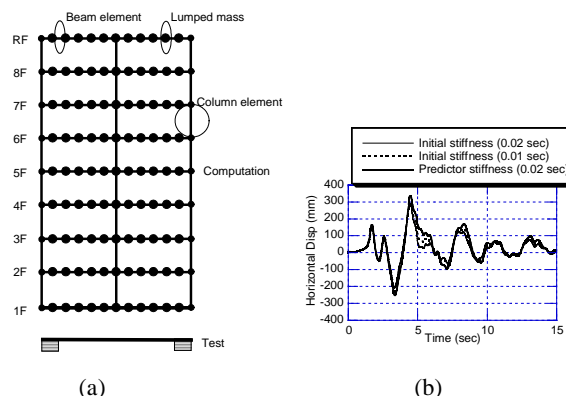 Beam element
Lumped mass
RF
8F
7F
Column element
6F
5F
Computation
4F
3F
2F
1F
Test
(a)
Initial stiffness (0.02 sec)
Initial stiffness (0.01 sec)
Predictor stiffness (0.02 sec)
Horizontal Disp (mm)
400
300
200
100
0
-100
-200
-300
-400
0
5
10
15
Time (sec)
(b)